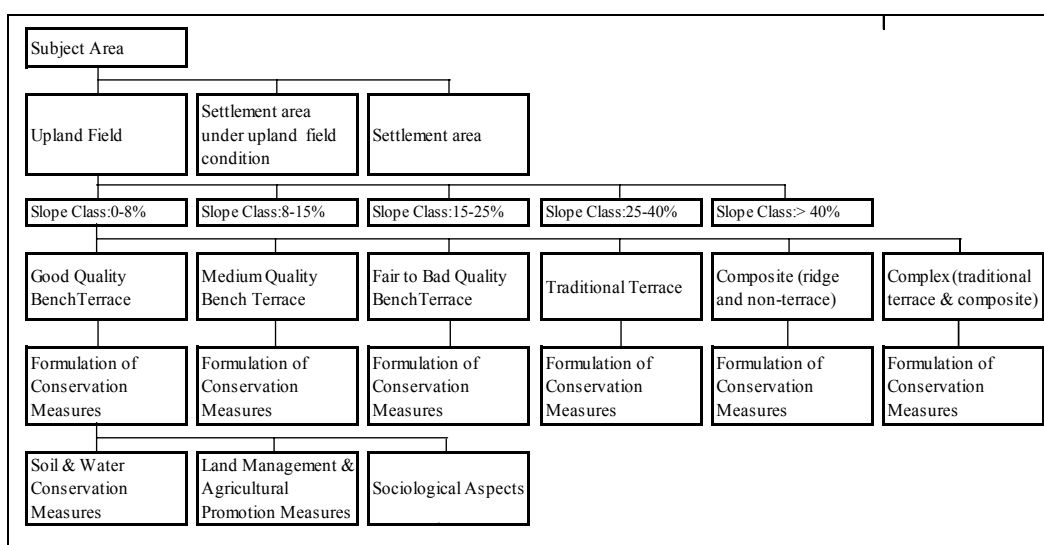 Subject Area
Upland Field
Settlement area
under upland field
condition
Settlement area
Slope Class:0-8%
Slope Class:8-15%
Slope Class:15-25%
Slope Class:25-40%
Slope Class:> 40%
Good Quality
Bench Terrace
Medium Quality
Bench Terrace
Fair to Bad Quality
Bench Terrace
Traditional Terrace
Composite (ridge
and non-terrace)
Complex (traditional
terrace & composite)
Formulation of
Conservation
Measures
Formulation of
Conservation
Measures
Formulation of
Conservation
Measures
Formulation of
Conservation
Measures
Formulation of
Conservation
Measures
Formulation of
Conservation
Measures
Soil & Water
Conservation
Measures
Land Management &
Agricultural
Promotion Measures
Sociological Aspects